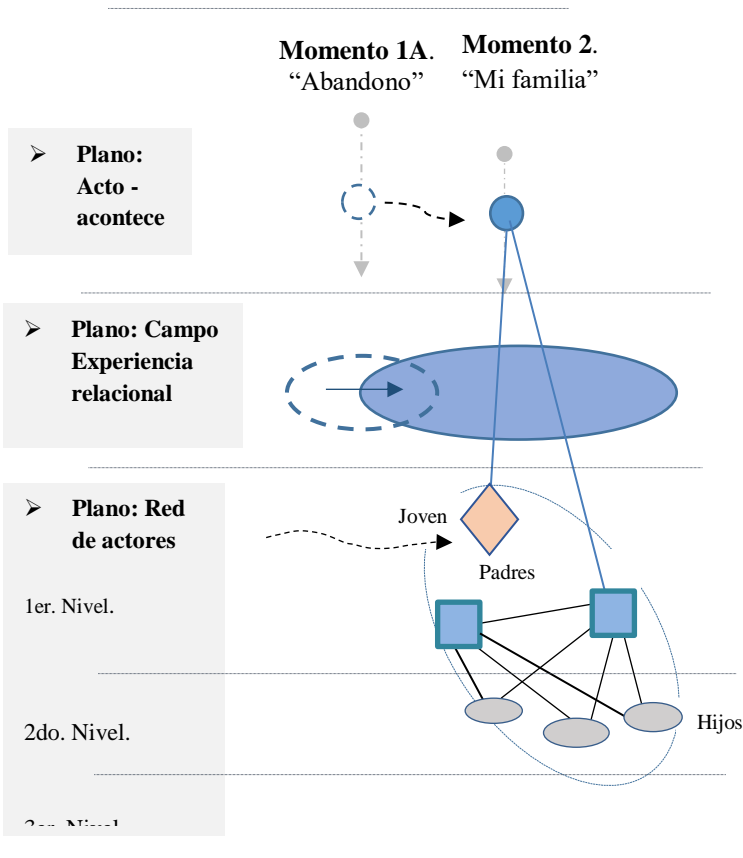 Momento 1A.
“Abandono”
Momento 2.
“Mi familia”
➢ Plano:
Acto -
acontece
➢ Plano: Campo
Experiencia
relacional
➢ Plano: Red
de actores
Joven
Padres
1er. Nivel.
2do. Nivel.
Hijos